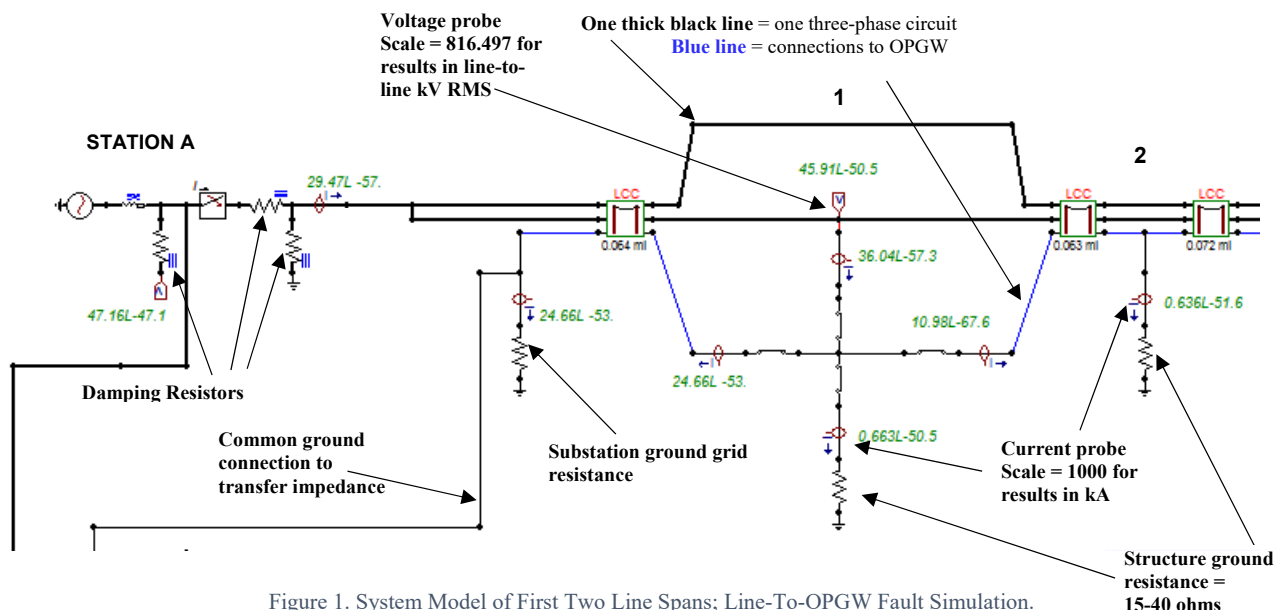 Voltage probe
Scale = 816.497 for
results in line-to-
line kV RMS
One thick black line = one three-phase circuit
Blue line = connections to OPGW
1
2
STATION A
I
29.47L -57.
45.91L-50.5
LCC
LCC
LCC
0.064 mI
0.063 mI
0.072 mI
V
V
36.04L-57.3
47.16L-47.1
24.66L -53.
10.98L-67.6
0.636L-51.6
24.66L -53.
0.663L-50.5
Damping Resistors
Common ground
connection to
transfer impedance
Substation ground grid
resistance
Current probe
Scale = 1000 for
results in kA
Structure ground
resistance =
15-40 ohms
Figure 1. System Model of First Two Line Spans; Line-To-OPGW Fault Simulation.